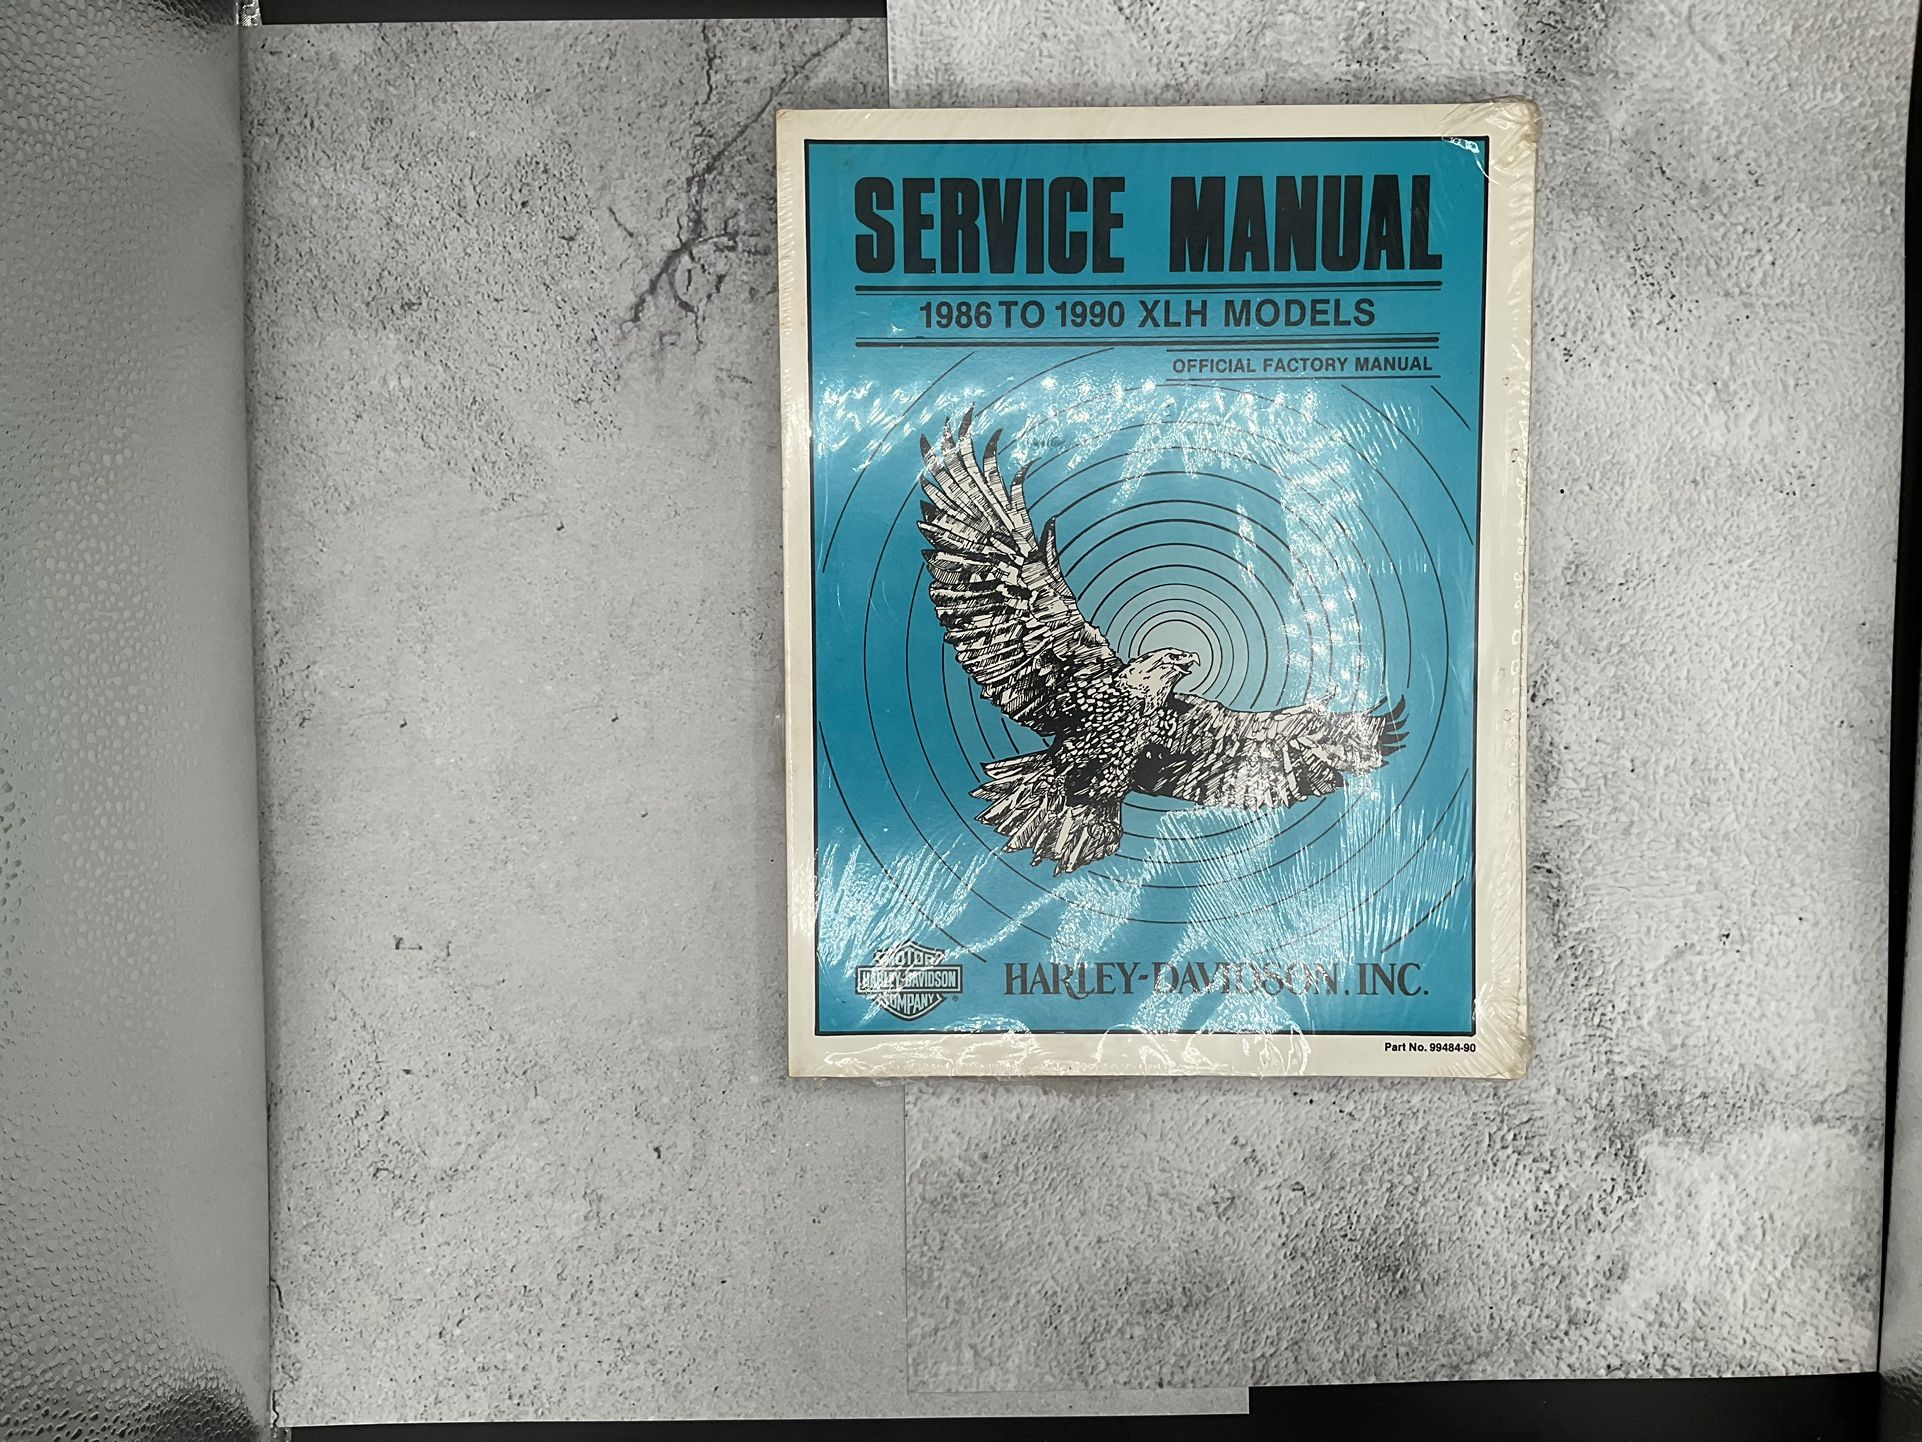 SERVICE MANUAL
1986 TO 1990 XLH MODELS
OFFICIAL FACTORY MANUAL
MOTOR
HARLEY-DAVIDSON
COMPANY
®
HARLEY-DAVIDSON, INC.
Part No. 99484-90